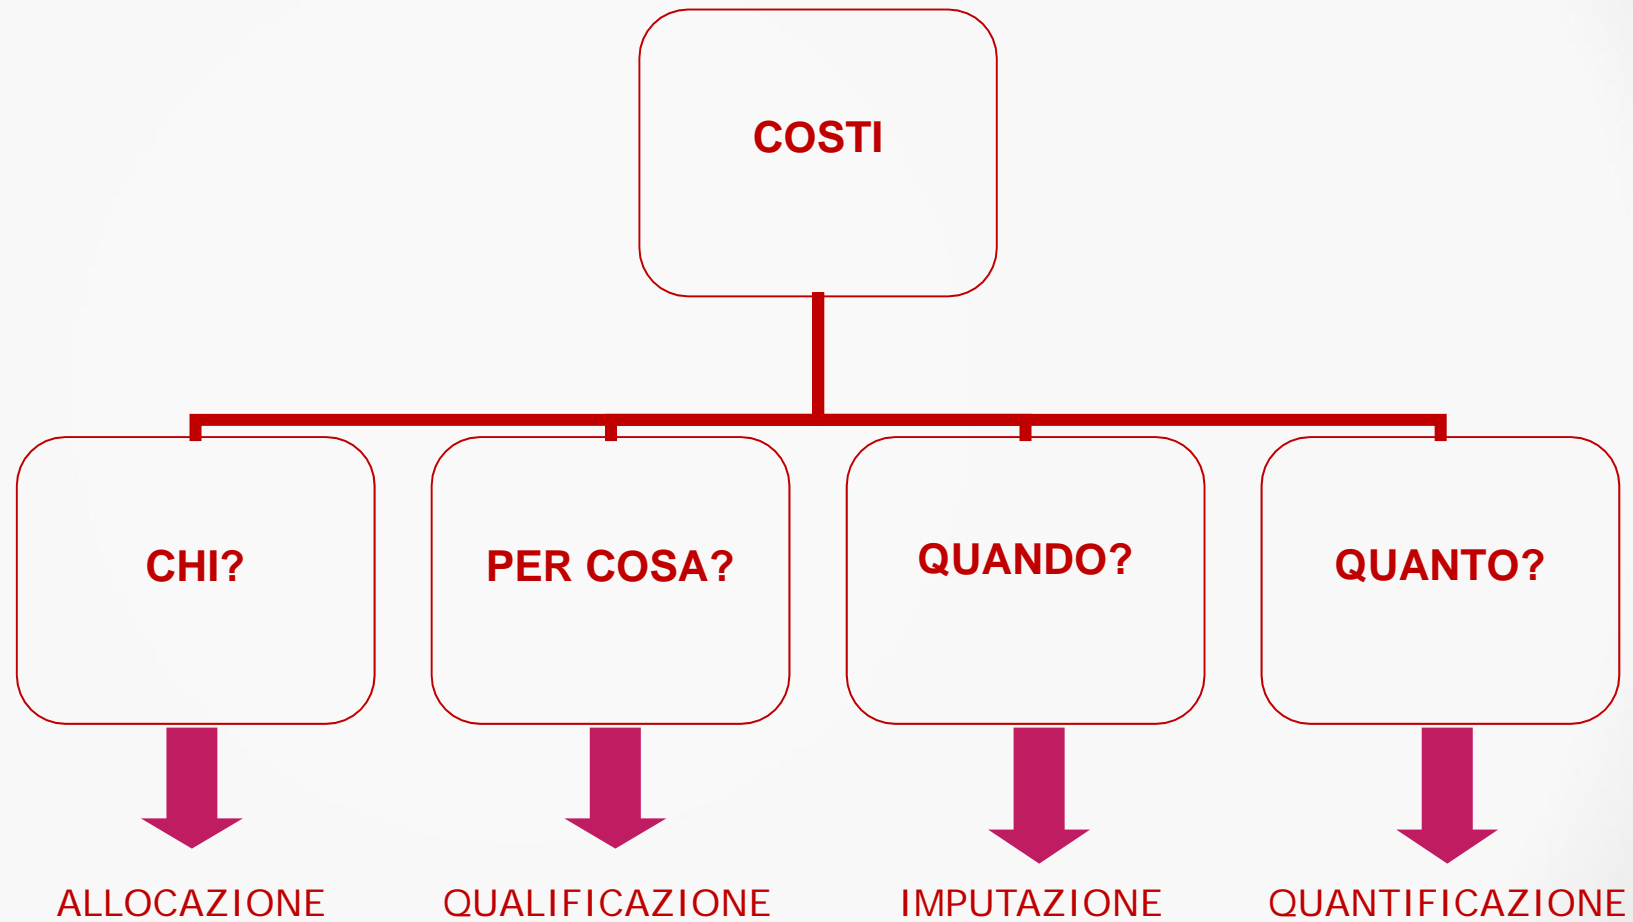 COSTI
CHI?
PER COSA?
QUANDO?
QUANTO?
ALLOCAZIONE
QUALIFICAZIONE
IMPUTAZIONE
QUANTIFICAZIONE